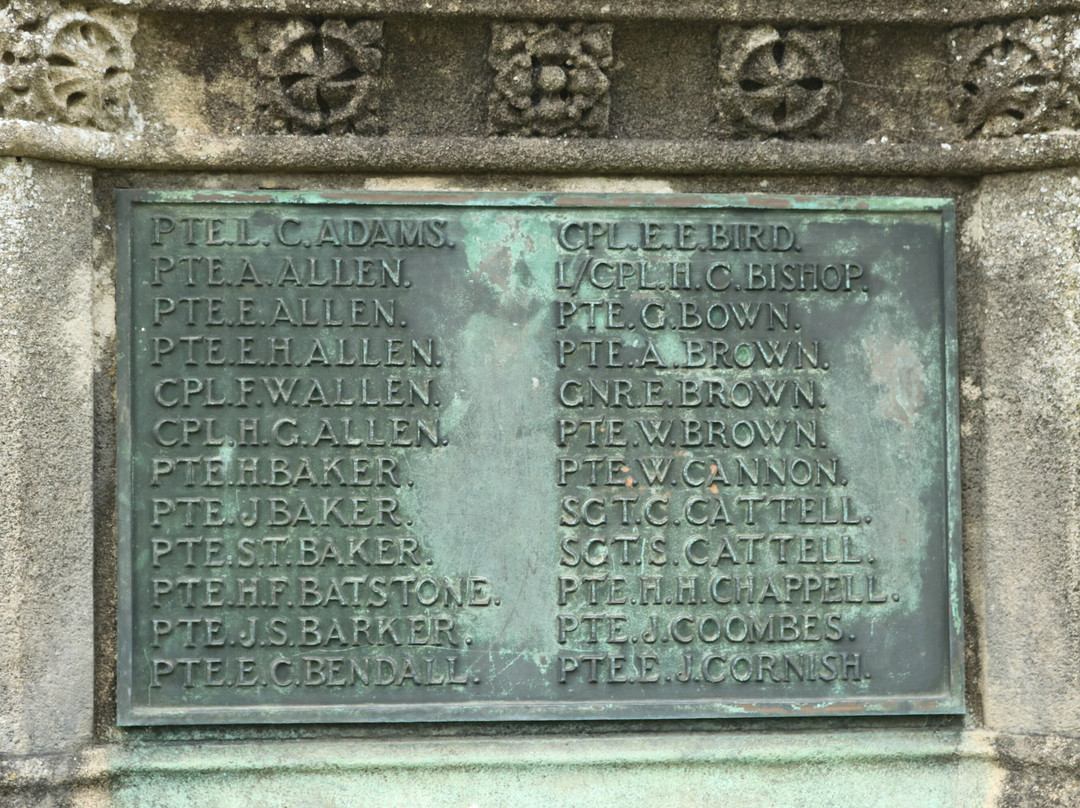 PTE.L.C.ADAMS.
PTE.A.ALLEN.
PTE.E.ALLEN.
PTE.E.H.ALLEN.
CPL.F.W.ALLEN.
CPL.H.G.ALLEN.
PTE.H.BAKER.
PTE.J.BAKER.
PTE.S.T.BAKER.
PTE.H.F.BATSTONE.
PTE.J.S.BARKER.
PTE.E.C.BENDALL.
CPL.E.E.BIRD.
L/CPL.H.C.BISHOP.
PTE.G.BOWN.
PTE.A.BROWN.
GNR.E.BROWN.
PTE.W.BROWN.
PTE.W.CANNON.
SGT.C.CATTELL.
SGT.S.CATTELL.
PTE.H.H.CHAPPELL.
PTE.J.COOMBES.
PTE.E.J.CORNISH.